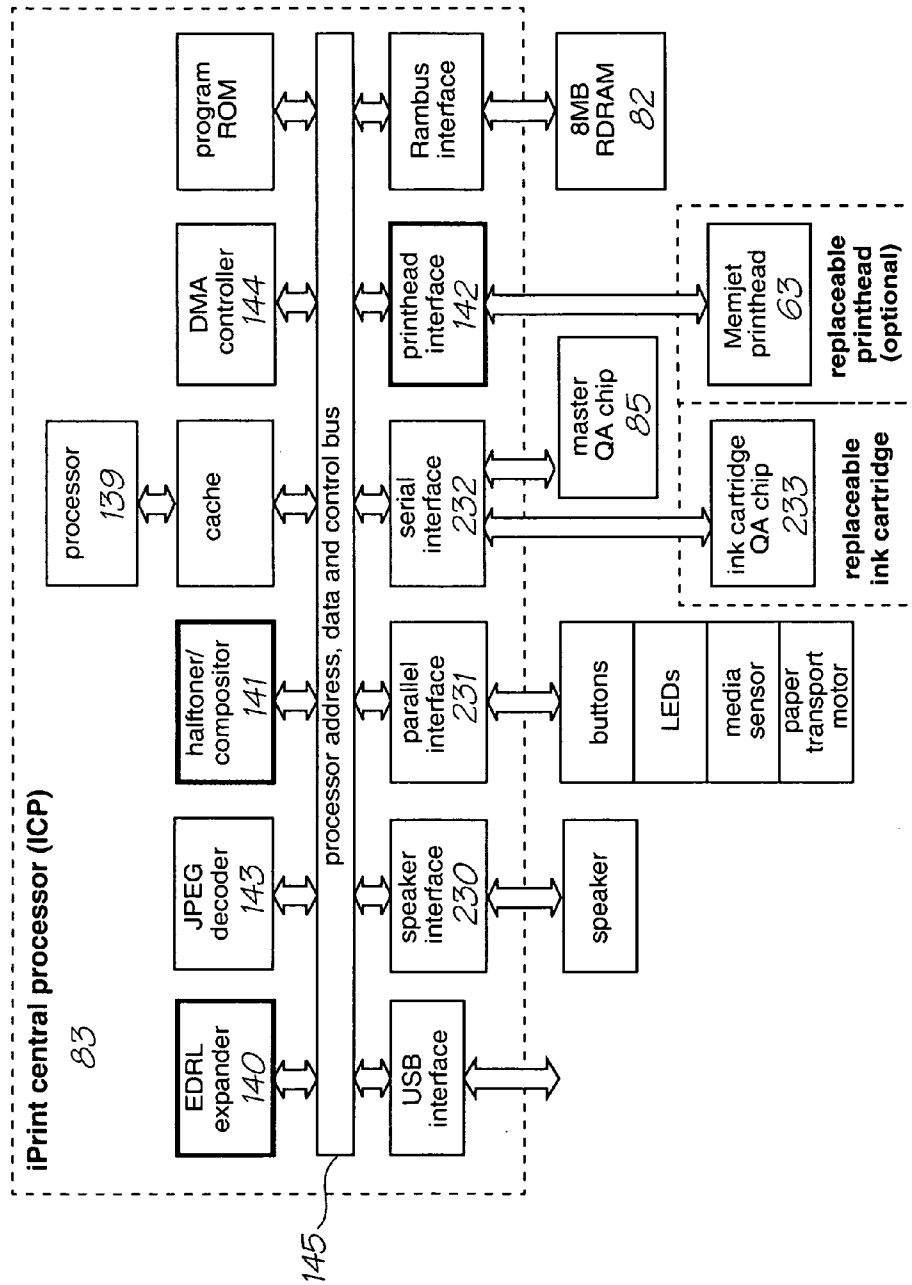 iPrint central processor (ICP)
83
processor
139
EDRL
expander
140
JPEG
decoder
143
halftoner/
compositor
141
cache
DMA
controller
144
program
ROM
processor address, data and control bus
145
USB
interface
speaker
interface
230
parallel
interface
231
serial
interface
232
printhead
interface
142
Rambus
interface
speaker
buttons
LEDs
media
sensor
paper
transport
motor
master
QA chip
85
8MB
RDRAM
82
ink cartridge
QA chip
233
replaceable
ink cartridge
Memjet
printhead
63
replaceable
printhead
(optional)